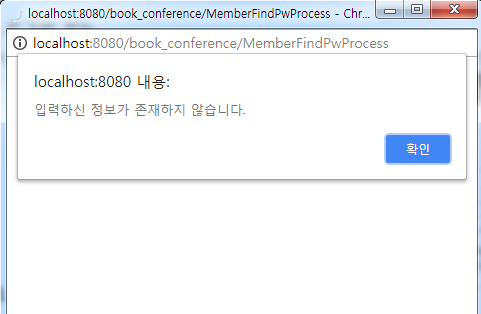 localhost:8080/book_conference/MemberFindPwProcess - Chr...
localhost:8080/book_conference/MemberFindPwProcess
localhost:8080 내용:
입력하신 정보가 존재하지 않습니다.
확인